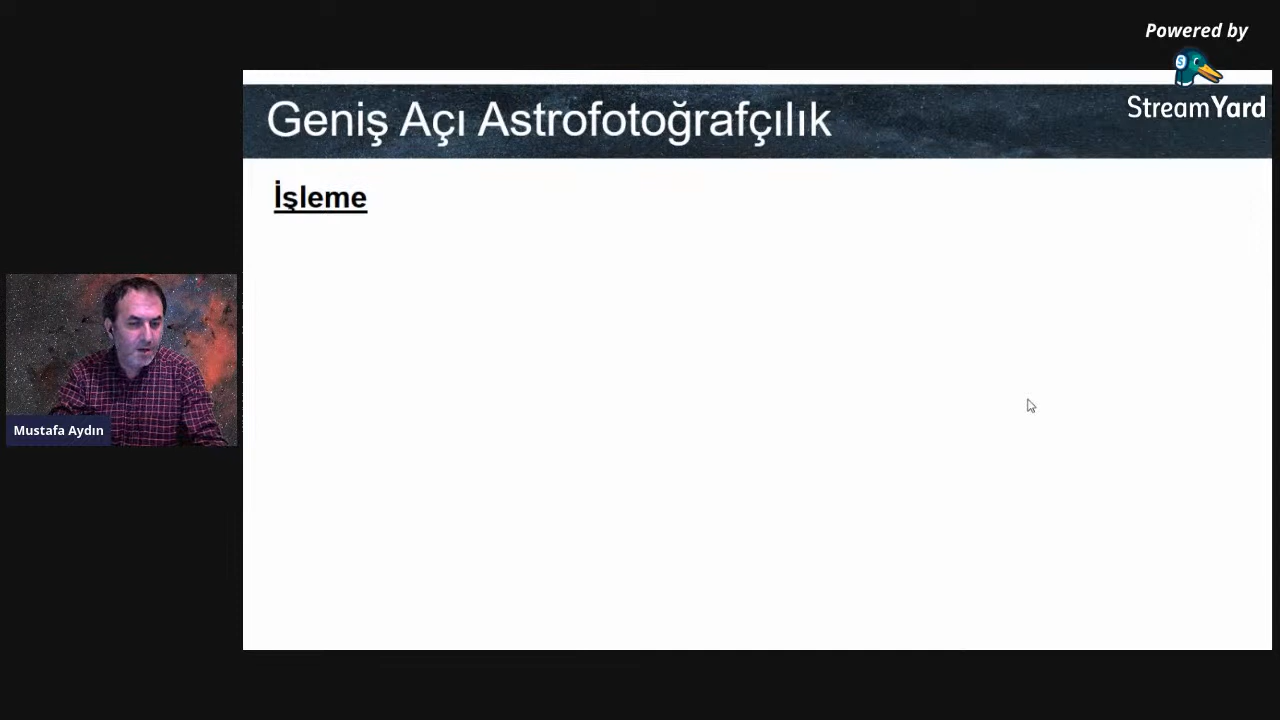 Powered by
StreamYard
Geniş Açı Astrofotoğrafçılık
İşleme
Mustafa Aydın